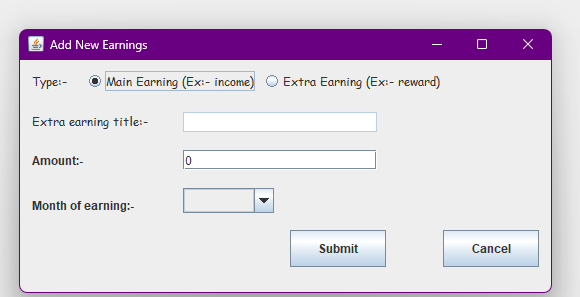 Add New Earnings
Type:- Main Earning (Ex:- income) Extra Earning (Ex:- reward)
Extra earning title:-
Amount:- 0
Month of earning:-
Submit Cancel